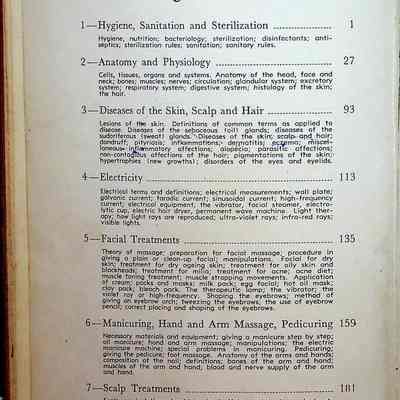 1—Hygiene, Sanitation and Sterilization 1
Hygiene, nutrition; bacteriology; sterilization; disinfectants; anti-
septics; sterilization rules; sanitation; sanitary rules.
2—Anatomy and Physiology 27
Cells, tissues, organs and systems. Anatomy of the head, face and
neck; bones; muscles; nerves; circulation; glandular system; excretory
system; respiratory system; digestive system; histology of the skin;
the hair.
3—Diseases of the Skin, Scalp and Hair 93
Lesions of the skin. Definitions of common terms as applied to
disease. Diseases of the sebaceous (oil) glands; diseases of the
sudoriferous (sweat) glands. Diseases of the skin; scalp and hair;
dandruff; pityriasis; inflammations; dermatitis; eczema; miscel-
laneous inflammatory affections; alopecia; parasitic affections;
non-contagious affections of the hair; pigmentations of the skin;
hypertrophies (new growths); disorders of the eyes and eyelids.
4—Electricity 113
Electrical terms and definitions; electrical measurements; wall plate;
galvanic current; faradic current; sinusoidal current; high-frequency
current; electrical equipment, the vibrator, facial steamer, electro-
lytic cup, electric hair dryer, permanent wave machine. Light ther-
apy; how light rays are reproduced; ultra-violet rays; infra-red rays;
visible lights.
5—Facial Treatments 135
Theory of massage; preparation for facial massage; procedure in
giving a plain or clean-up facial; manipulations. Facial for dry
skin; treatment for dry ageing skin; treatment for oily skin and
blackheads; treatment for milia; treatment for acne; acne diet;
muscle toning treatment; muscle strapping movements. Application
of cream; packs and masks; milk pack; egg facial; hot oil mask;
clay pack; bleach pack. The therapeutic lamp; the vibrator; the
violet ray or high-frequency. Shaping the eyebrows; method of
giving an eyebrow arch; tweezing the eyebrows; the use of eyebrow
pencil; correct placing and shaping of the eyebrows.
6—Manicuring, Hand and Arm Massage, Pedicuring 159
Necessary materials and equipment; giving a manicure step by step;
oil manicure; hand and arm massage; manipulations; the electric
manicure machine; special problems in manicuring. Pedicuring;
giving the pedicure; foot massage. Anatomy of the arms and hands;
composition of the nail; definitions; bones of the arm and hand;
muscles of the arm and hand; blood and nerve supply of the arm
and hand.
7—Scalp Treatments 181